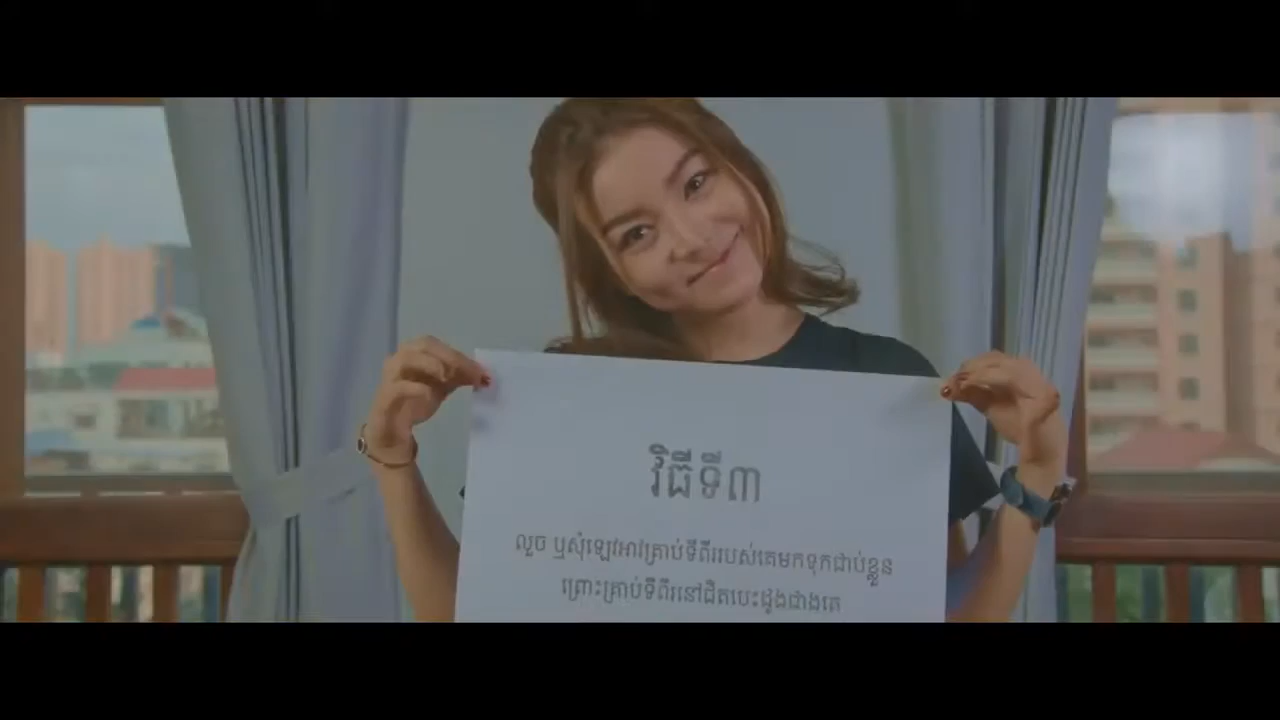 វិធីទី៣
លួច ឬសុំឡេវអាវគ្រាប់ទីពីររបស់គេមកទុកជាប់ខ្លួន
ព្រោះគ្រាប់ទីពីរនៅជិតបេះដូងជាងគេ